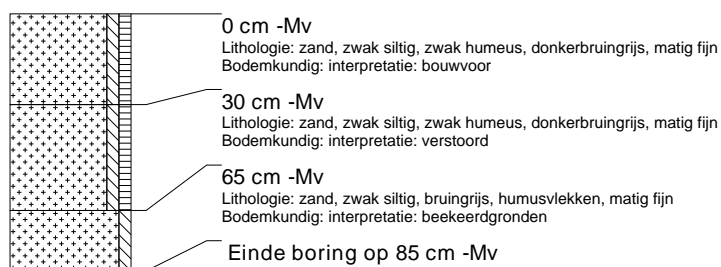 0 cm -Mv
Lithologie: zand, zwak siltig, zwak humeus, donkerbruingrijs, matig fijn
Bodemkundig: interpretatie: bouwvoor
30 cm -Mv
Lithologie: zand, zwak siltig, zwak humeus, donkerbruingrijs, matig fijn
Bodemkundig: interpretatie: verstoord
65 cm -Mv
Lithologie: zand, zwak siltig, bruingrijs, humusvlekken, matig fijn
Bodemkundig: interpretatie: beekeerdgronden
Einde boring op 85 cm -Mv